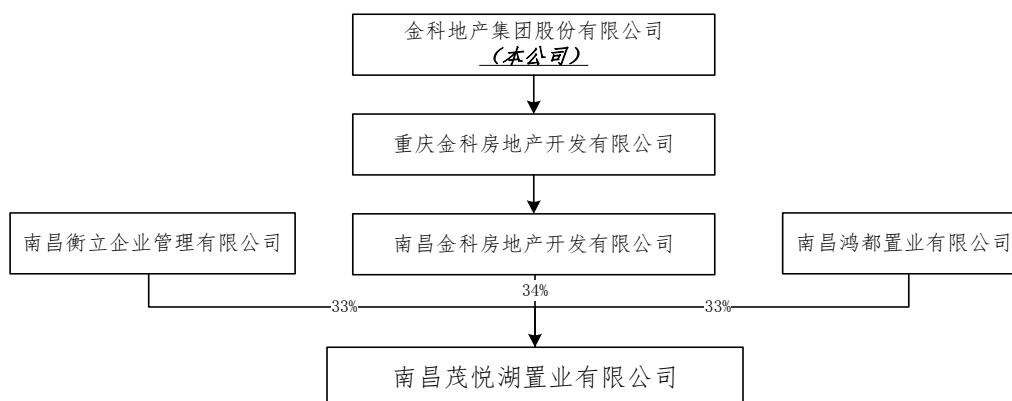 金科地产集团股份有限公司
（本公司）
重庆金科房地产开发有限公司
南昌衡立企业管理有限公司
南昌金科房地产开发有限公司
南昌鸿都置业有限公司
34%
33%
33%
南昌茂悦湖置业有限公司